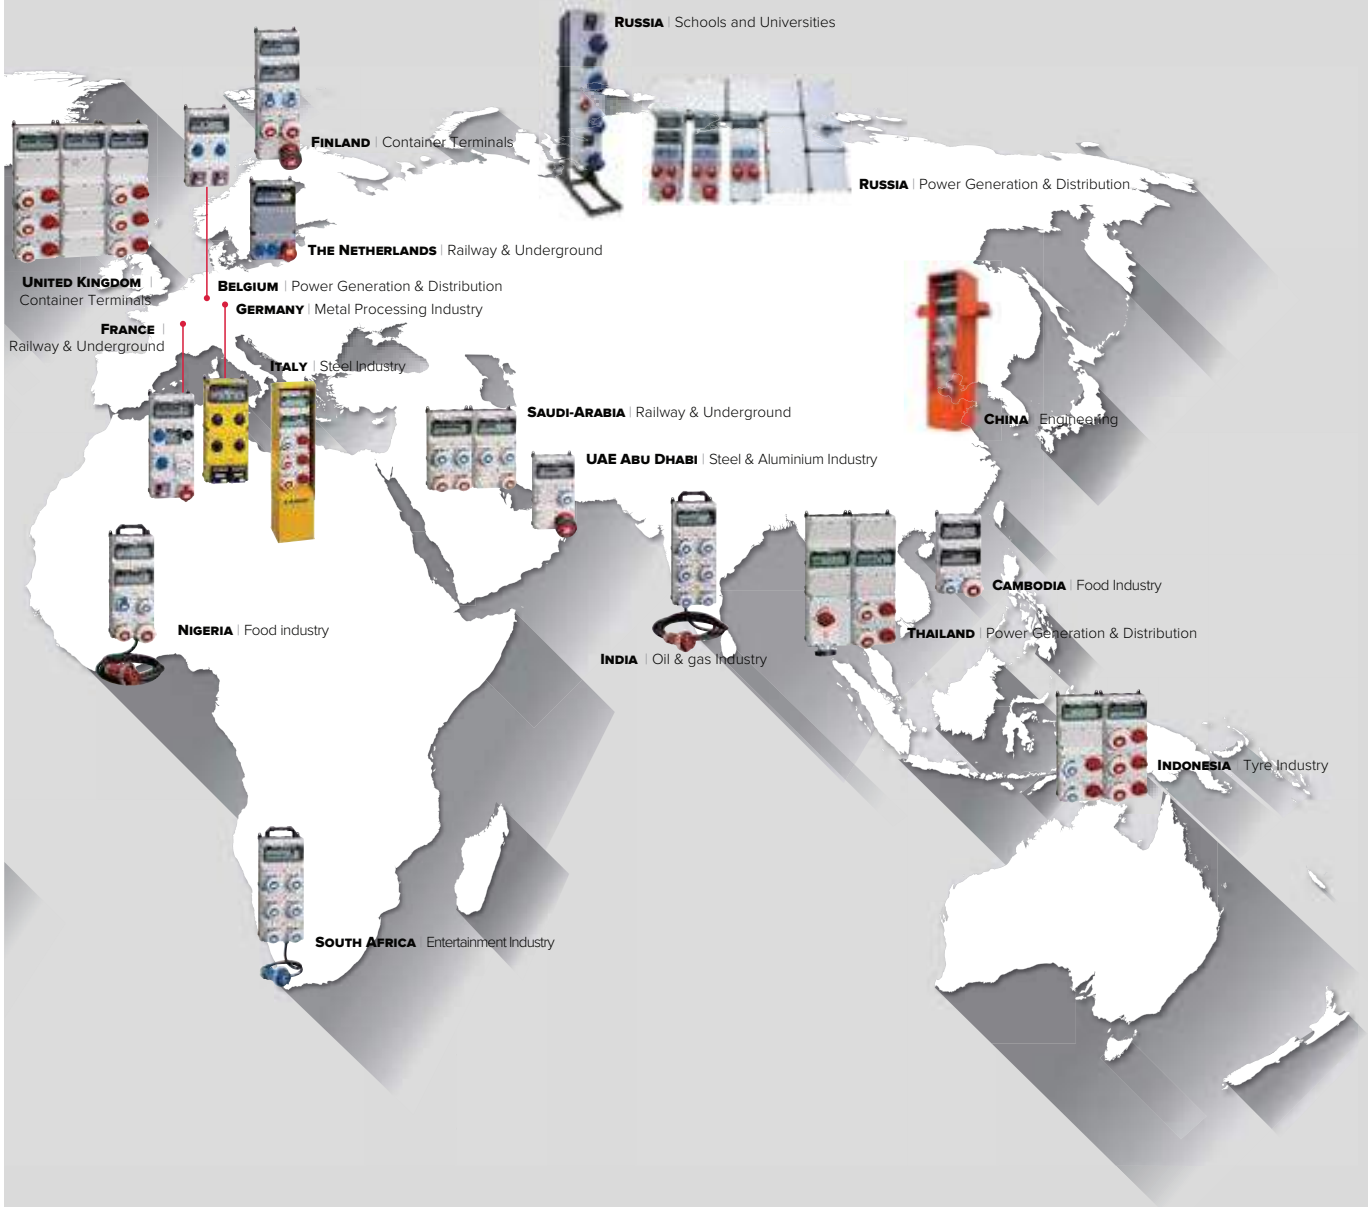 RUSSIA | Schools and Universities
FINLAND | Container Terminals
RUSSIA | Power Generation & Distribution
THE NETHERLANDS | Railway & Underground
UNITED KINGDOM |
Container Terminals
BELGIUM | Power Generation & Distribution
GERMANY | Metal Processing Industry
FRANCE |
Railway & Underground
ITALY | Steel Industry
SAUDI-ARABIA | Railway & Underground
CHINA | Engineering
UAE ABU DHABI | Steel & Aluminium Industry
CAMBODIA | Food Industry
NIGERIA | Food industry
THAILAND | Power Generation & Distribution
INDIA | Oil & gas Industry
INDONESIA | Tyre Industry
SOUTH AFRICA | Entertainment Industry